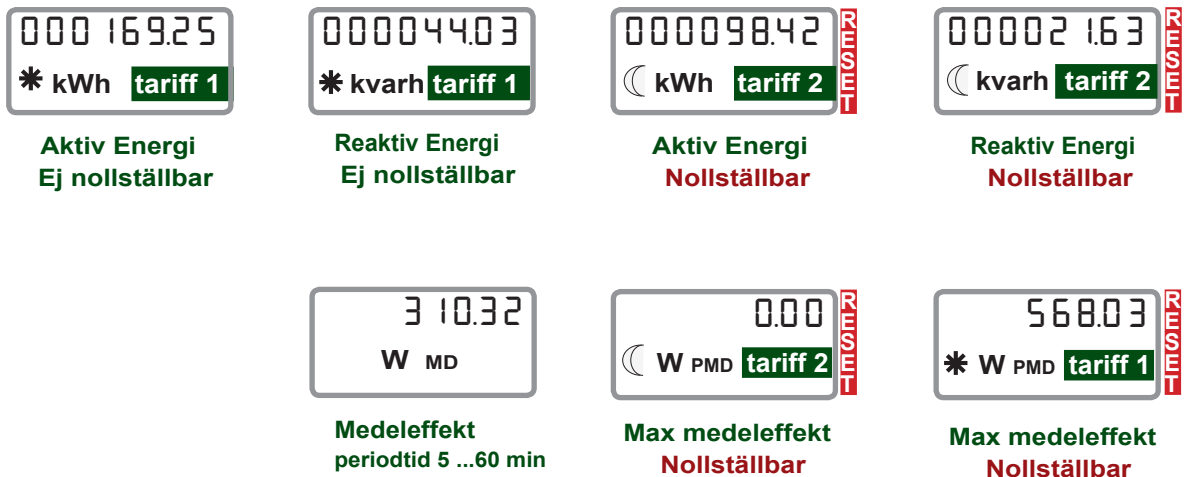 000169.25
kWh tariff 1
Aktiv Energi
Ej nollställbar
000044.03
kvarh tariff 1
Reaktiv Energi
Ej nollställbar
000098.42
kWh tariff 2
RESET
Aktiv Energi
Nollställbar
000021.63
kvarh tariff 2
RESET
Reaktiv Energi
Nollställbar
310.32
W MD
Medeleffekt
periodtid 5 ...60 min
0.00
W PMD tariff 2
RESET
Max medeleffekt
Nollställbar
568.03
W PMD tariff 1
RESET
Max medeleffekt
Nollställbar